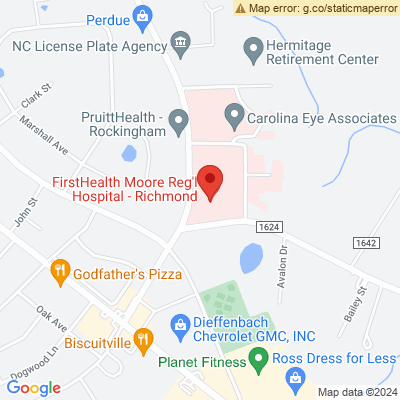 Map error: g.co/staticmaperror
Perdue
NC License Plate Agency
Hermitage
Retirement Center
Clark St
Marshall Ave
PruittHealth -
Rockingham
Carolina Eye Associates
FirstHealth Moore Reg'l
Hospital - Richmond
John St
1624
1642
Godfather's Pizza
Avalon Dr
Bailey St
Oak Ave
Dieffenbach
Chevrolet GMC, INC
Biscuitville
Planet Fitness
Ross Dress for Less
Dogwood Ln
Google
Map data ©2024